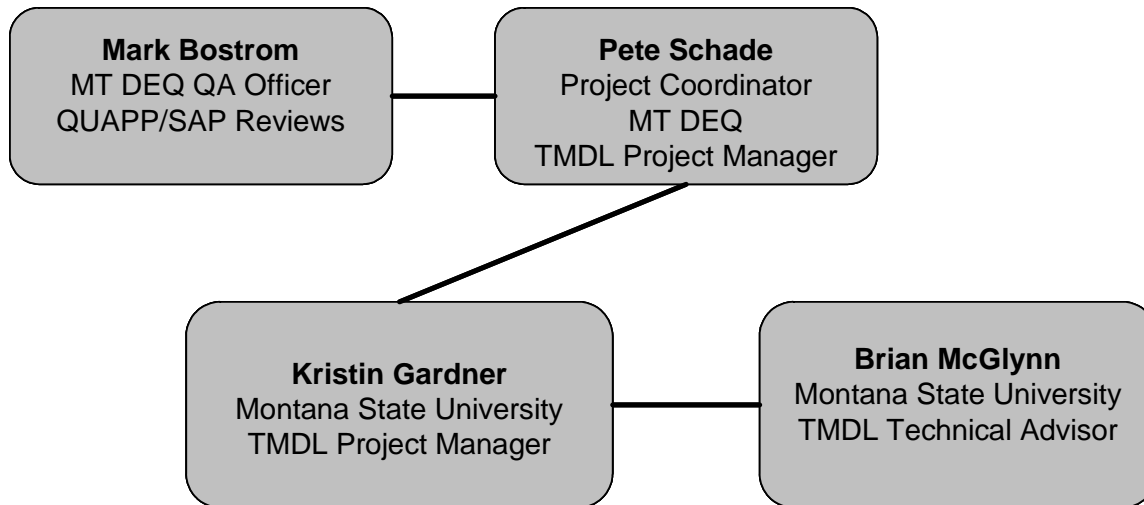 Mark Bostrom
MT DEQ QA Officer
QUAPP/SAP Reviews
Pete Schade
Project Coordinator
MT DEQ
TMDL Project Manager
Kristin Gardner
Montana State University
TMDL Project Manager
Brian McGlynn
Montana State University
TMDL Technical Advisor